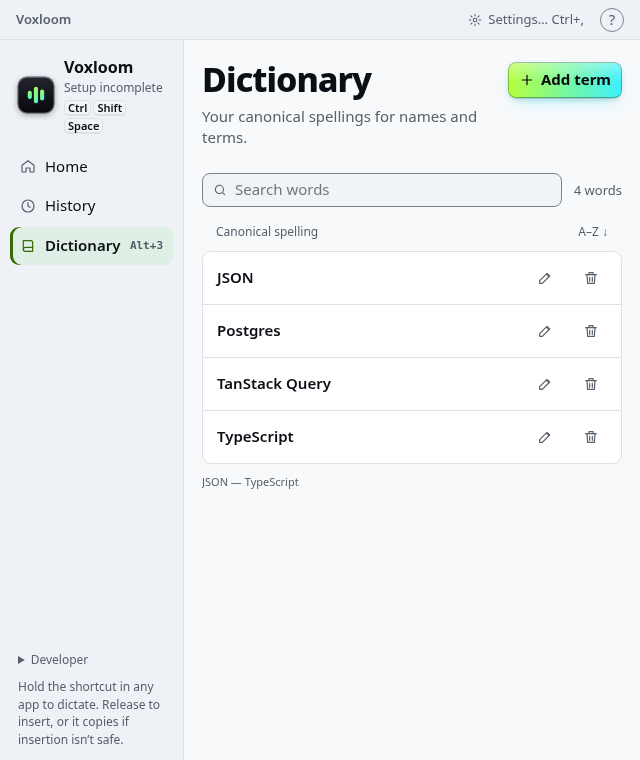 Voxloom
Settings... Ctrl+,
?
Voxloom
Setup incomplete
Ctrl Shift
Space
Home
History
Dictionary Alt+3
Developer
Hold the shortcut in any
app to dictate. Release to
insert, or it copies if
insertion isn’t safe.
Dictionary
Add term
Your canonical spellings for names and
terms.
Search words
4 words
Canonical spelling
A–Z ↓
JSON
Postgres
TanStack Query
TypeScript
JSON — TypeScript